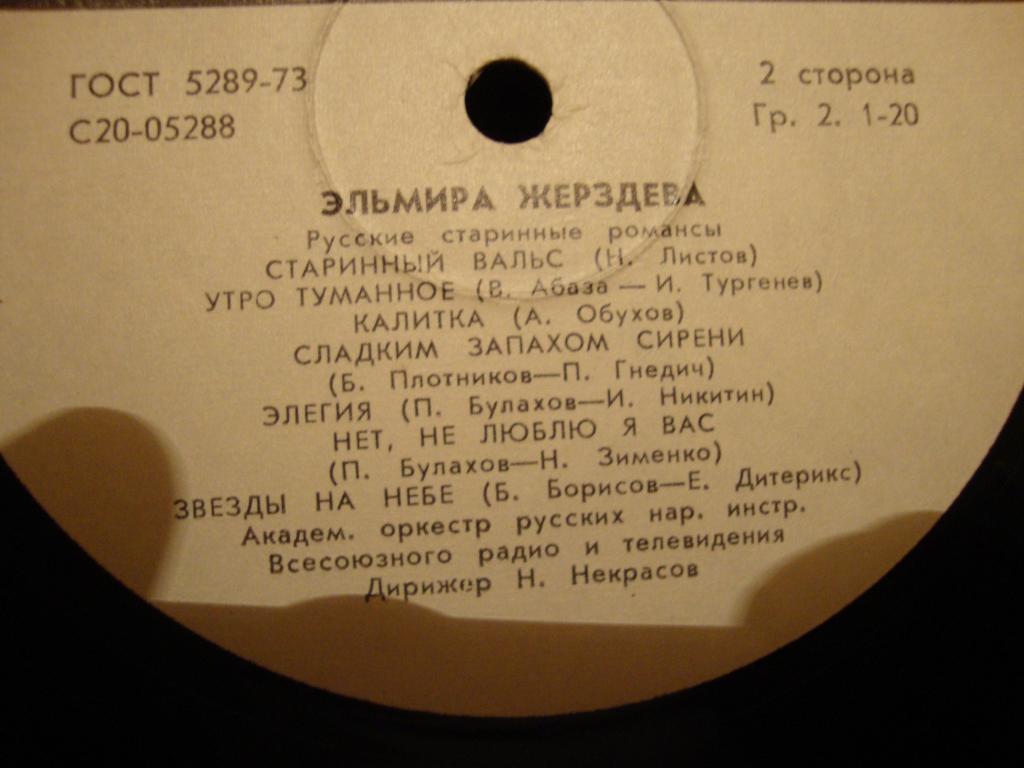 ГОСТ 5289-73
С20-05288
2 сторона
Гр. 2. 1-20
ЭЛЬМИРА ЖЕРЗДЕВА
Русские старинные романсы
СТАРИННЫЙ ВАЛЬС (Н. Листов)
УТРО ТУМАННОЕ (В. Абаза — И. Тургенев)
КАЛИТКА (А. Обухов)
СЛАДКИМ ЗАПАХОМ СИРЕНИ
(Б. Плотников—П. Гнедич)
ЭЛЕГИЯ (П. Булахов—И. Никитин)
НЕТ, НЕ ЛЮБЛЮ Я ВАС
(П. Булахов—Н. Зименко)
ЗВЕЗДЫ НА НЕБЕ (Б. Борисов—Е. Дитерикс)
Академ. оркестр русских нар. инстр.
Всесоюзного радио и телевидения
Дирижер Н. Некрасов